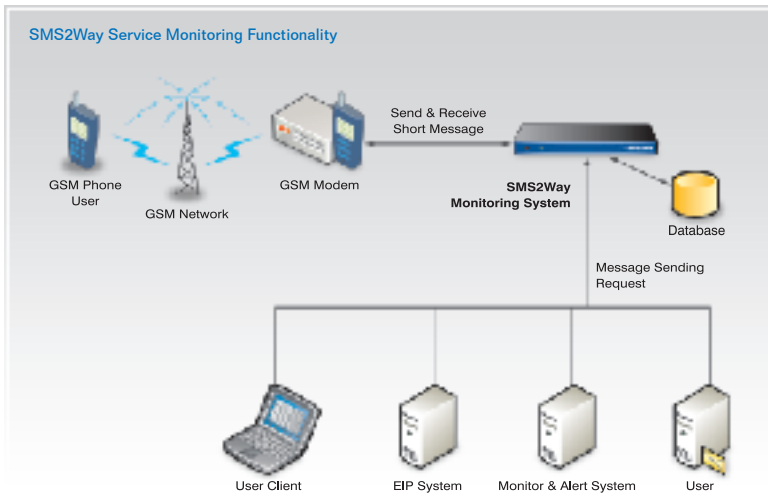 SMS2Way Service Monitoring Functionality
Send & Receive
Short Message
GSM Phone
User
GSM Network
GSM Modem
SMS2Way
Monitoring System
Database
Message Sending
Request
User Client
EIP System
Monitor & Alert System
User